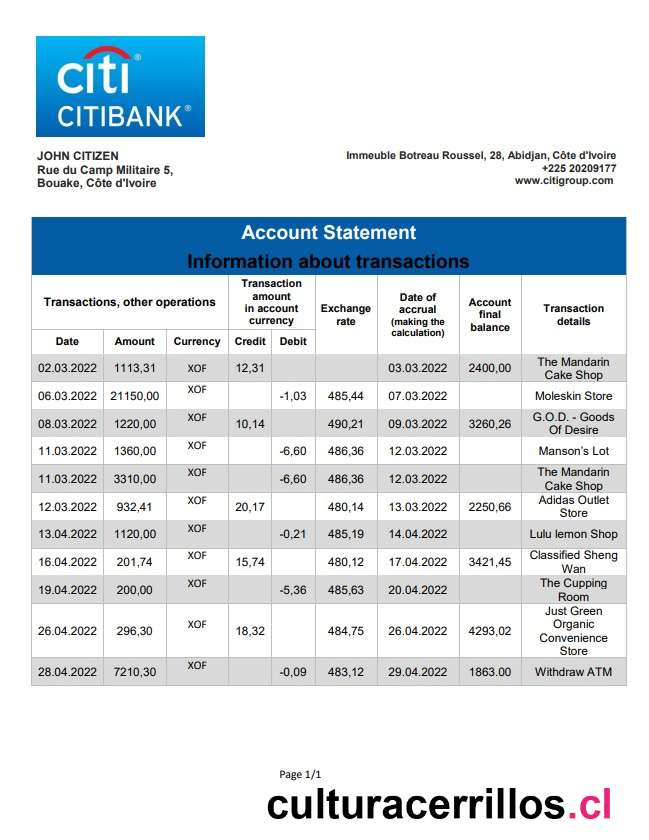 citi®
CITIBANK®
JOHN CITIZEN
Rue du Camp Militaire 5,
Bouake, Côte d'Ivoire
Immeuble Botreau Roussel, 28, Abidjan, Côte d'Ivoire
+225 20209177
www.citigroup.com
Account Statement
Information about transactions
Transactions, other operations
Transaction
amount
in account
currency
Exchange
rate
Date of
accrual
(making the
calculation)
Account
final
balance
Transaction
details
Date Amount Currency Credit Debit
02.03.2022 1113,31 XOF 12,31 03.03.2022 2400,00 The Mandarin
Cake Shop
06.03.2022 21150,00 XOF -1,03 485,44 07.03.2022 Moleskin Store
08.03.2022 1220,00 XOF 10,14 490,21 09.03.2022 3260,26 G.O.D. - Goods
Of Desire
11.03.2022 1360,00 XOF -6,60 486,36 12.03.2022 Manson's Lot
11.03.2022 3310,00 XOF -6,60 486,36 12.03.2022 The Mandarin
Cake Shop
12.03.2022 932,41 XOF 20,17 480,14 13.03.2022 2250,66 Adidas Outlet
Store
13.04.2022 1120,00 XOF -0,21 485,19 14.04.2022 Lulu lemon Shop
16.04.2022 201,74 XOF 15,74 480,12 17.04.2022 3421,45 Classified Sheng
Wan
19.04.2022 200,00 XOF -5,36 485,63 20.04.2022 The Cupping
Room
26.04.2022 296,30 XOF 18,32 484,75 26.04.2022 4293,02 Just Green
Organic
Convenience
Store
28.04.2022 7210,30 XOF -0,09 483,12 29.04.2022 1863.00 Withdraw ATM
Page 1/1
culturacerrillos.cl